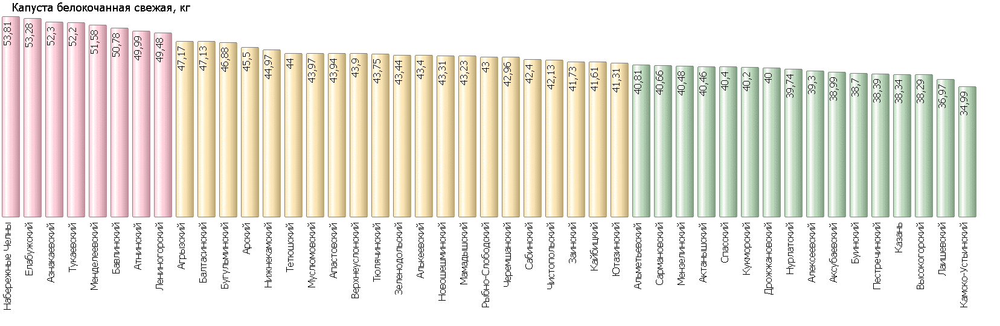 Капуста белокочанная свежая, кг
53,81
53,28
52,3
52,2
51,58
50,78
49,99
49,48
47,17
47,13
46,88
45,5
44,97
44
43,97
43,94
43,9
43,75
43,44
43,4
43,31
43,23
43
42,96
42,4
42,13
41,73
41,61
41,31
40,81
40,66
40,48
40,46
40,4
40,2
40
39,74
39,3
38,99
38,7
38,39
38,34
38,29
36,97
34,99
Набережные Челны
Елабужский
Азнакаевский
Тукаевский
Менделеевский
Бавлинский
Атнинский
Лениногорский
Агрызский
Балтасинский
Бугульминский
Арский
Нижнекамский
Тетюшский
Муслюмовский
Апастовский
Верхнеуслонский
Тюлячинский
Зеленодольский
Алькеевский
Новошешминский
Мамадышский
Рыбно-Слободский
Черемшанский
Сабинский
Чистопольский
Заинский
Кайбицкий
Ютазинский
Альметьевский
Сармановский
Мензелинский
Актанышский
Спасский
Кукморский
Дрожжановский
Нурлатский
Алексеевский
Аксубаевский
Буинский
Пестречинский
Казань
Высокогорский
Лаишевский
Камско-Устьинский